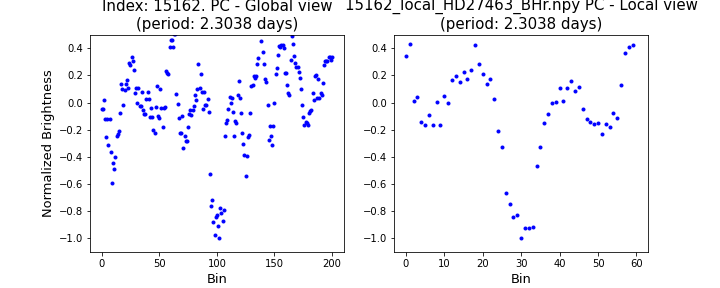 Index: 15162. PC - Global view
(period: 2.3038 days)
15162_local_HD27463_BHr.npy PC - Local view
(period: 2.3038 days)
Normalized Brightness
0.4
0.2
0.0
−0.2
−0.4
−0.6
−0.8
−1.0
0 50 100 150 200
Bin
0.4
0.2
0.0
−0.2
−0.4
−0.6
−0.8
−1.0
0 10 20 30 40 50 60
Bin